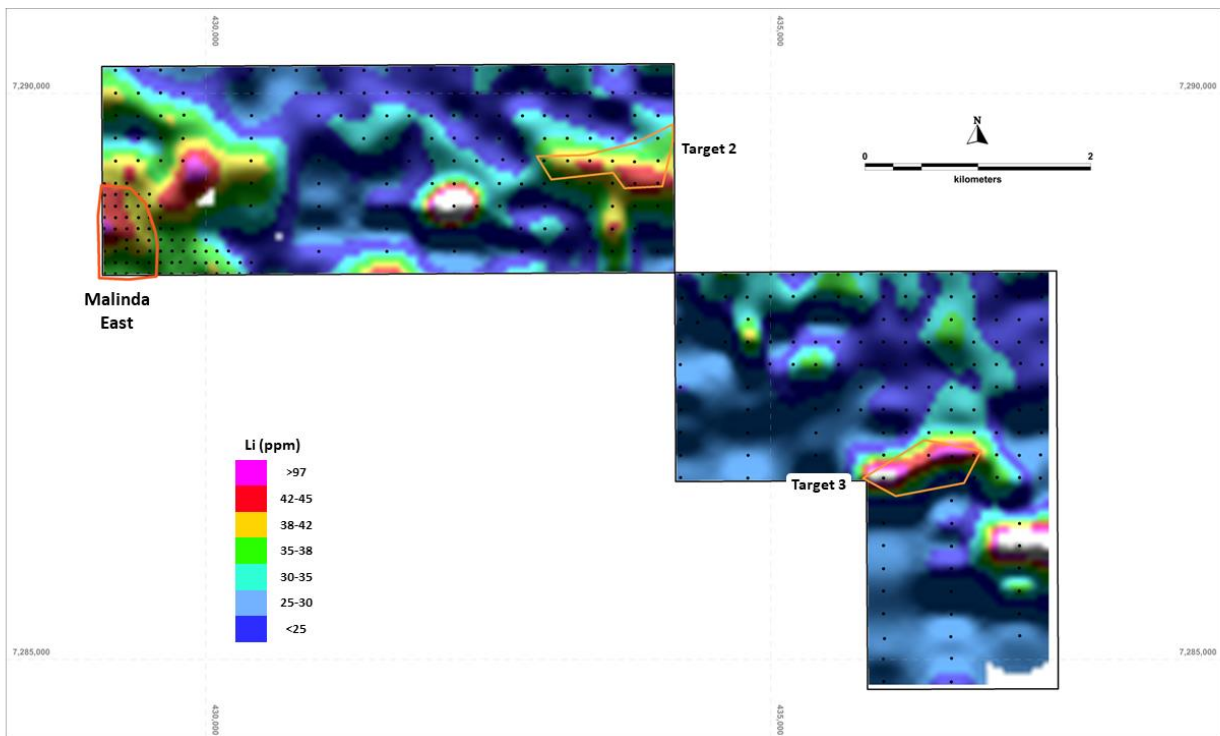 430,000
435,000
7,290,000
7,290,000
N
0
2
kilometers
Target 2
Malinda
East
Target 3
Li (ppm)
>97
42-45
38-42
35-38
30-35
25-30
<25
7,285,000
7,285,000
430,000
435,000